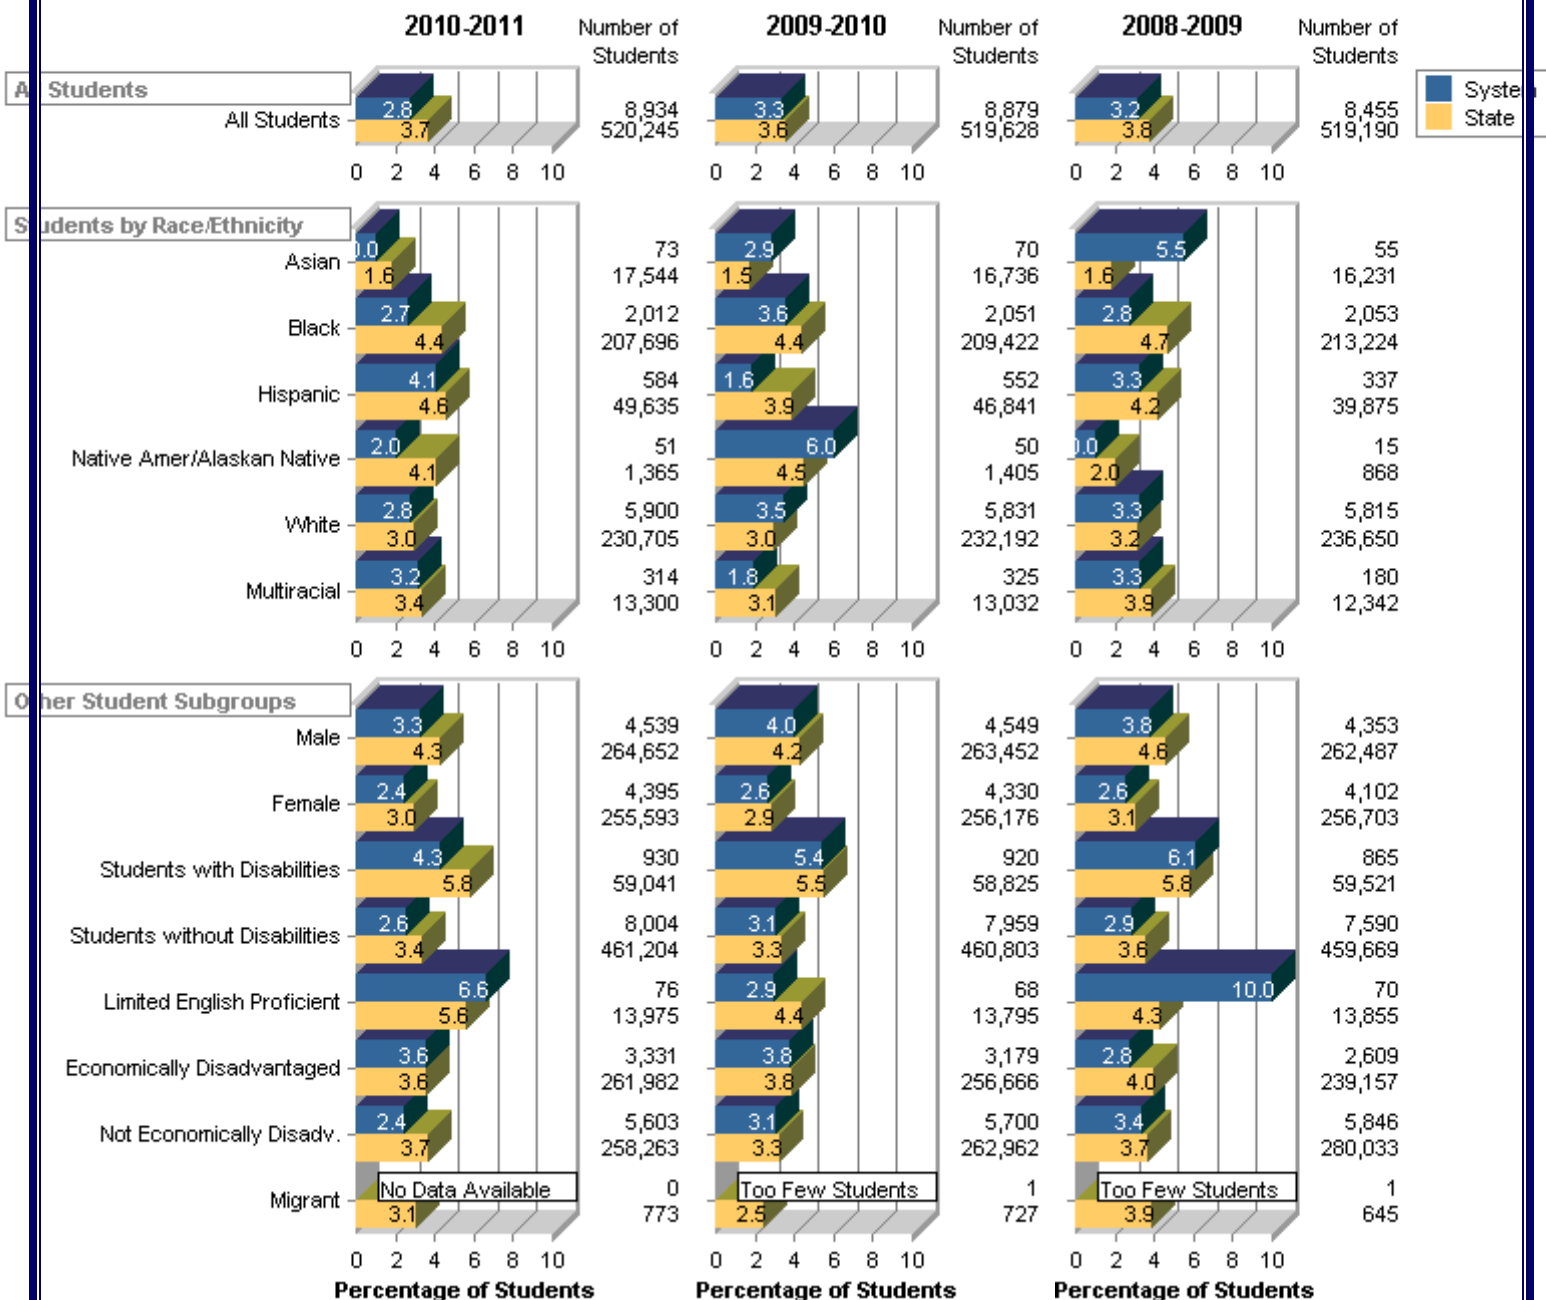 2010-2011 Number of Students 2009-2010 Number of Students 2008-2009 Number of Students
System
State
All Students
All Students 2.8 8,934 3.3 8,879 3.2 8,455
3.7 520,245 3.6 519,628 3.8 519,190
0 2 4 6 8 10 0 2 4 6 8 10 0 2 4 6 8 10
Students by Race/Ethnicity
Asian 0.0 73 2.9 70 5.5 55
1.6 17,544 1.5 16,736 1.6 16,231
Black 2.7 2,012 3.6 2,051 2.8 2,053
4.4 207,696 4.4 209,422 4.7 213,224
Hispanic 4.1 584 1.6 552 3.3 337
4.6 49,635 3.9 46,841 4.2 39,875
Native Amer/Alaskan Native 2.0 51 6.0 50 0.0 15
4.1 1,365 4.5 1,405 2.0 868
White 2.8 5,900 3.5 5,831 3.3 5,815
3.0 230,705 3.0 232,192 3.2 236,650
Multiracial 3.2 314 1.8 325 3.3 180
3.4 13,300 3.1 13,032 3.9 12,342
0 2 4 6 8 10 0 2 4 6 8 10 0 2 4 6 8 10
Other Student Subgroups
Male 3.3 4,539 4.0 4,549 3.8 4,353
4.3 264,652 4.2 263,452 4.6 262,487
Female 2.4 4,395 2.6 4,330 2.6 4,102
3.0 255,593 2.9 256,176 3.1 256,703
Students with Disabilities 4.3 930 5.4 920 6.1 865
5.8 59,041 5.5 58,825 5.8 59,521
Students without Disabilities 2.6 8,004 3.1 7,959 2.9 7,590
3.4 461,204 3.3 460,803 3.6 459,669
Limited English Proficient 6.6 76 2.9 68 10.0 70
5.6 13,975 4.4 13,795 4.3 13,855
Economically Disadvantaged 3.6 3,331 3.8 3,179 2.8 2,609
3.6 261,982 3.8 256,666 4.0 239,157
Not Economically Disadv. 2.4 5,603 3.1 5,700 3.4 5,846
3.7 258,263 3.3 262,962 3.7 280,033
Migrant No Data Available 0 Too Few Students 1 Too Few Students 1
3.1 773 2.5 727 3.9 645
0 2 4 6 8 10 0 2 4 6 8 10 0 2 4 6 8 10
Percentage of Students Percentage of Students Percentage of Students